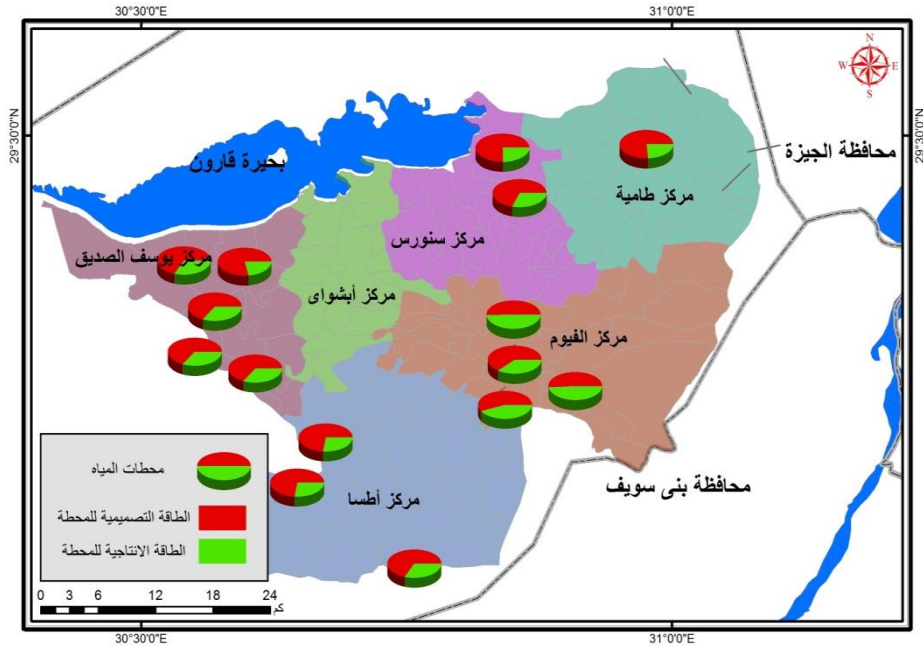 30°30'0"E
31°0'0"E
N
W
E
S
29°30'0"N
29°30'0"N
بحيرة قارون
محافظة الجيزة
مركز طامية
مركز سنورس
مركز يوسف الصديق
مركز أبشواى
مركز الفيوم
محافظة بنى سويف
مركز أطسا
محطات المياه
الطاقة التصميمية للمحطة
الطاقة الانتاجية للمحطة
0 3 6 12 18 24
كم
30°30'0"E
31°0'0"E